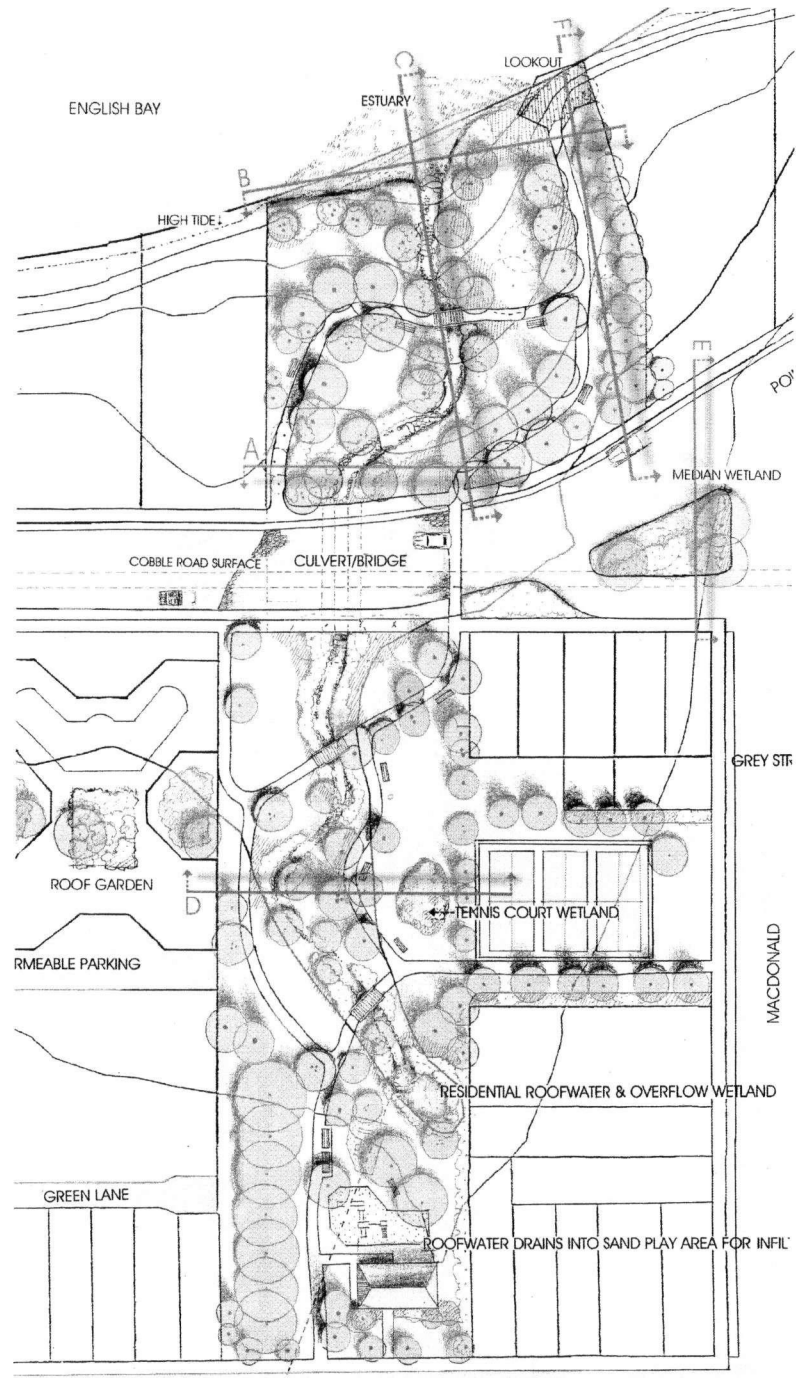 F
LOOKOUT
C
ESTUARY
ENGLISH BAY
B
HIGH TIDE
E
A
MEDIAN WETLAND
COBBLE ROAD SURFACE
CULVERT/BRIDGE
GREY STR
ROOF GARDEN
D
TENNIS COURT WETLAND
RMEABLE PARKING
MACDONALD
RESIDENTIAL ROOFWATER & OVERFLOW WETLAND
GREEN LANE
ROOFWATER DRAINS INTO SAND PLAY AREA FOR INFIL